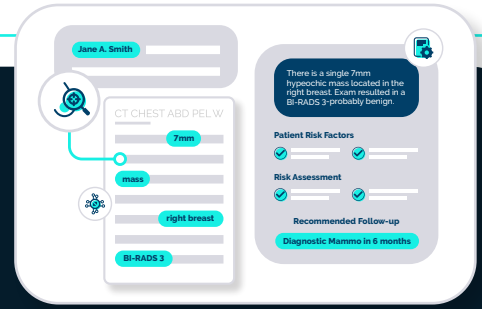 Jane A. Smith
CT CHEST ABD PEL W
7mm
mass
right breast
BI-RADS 3
There is a single 7mm
hypeochic mass located in the
right breast. Exam resulted in a
BI-RADS 3-probably benign.
Patient Risk Factors
Risk Assessment
Recommended Follow-up
Diagnostic Mammo in 6 months